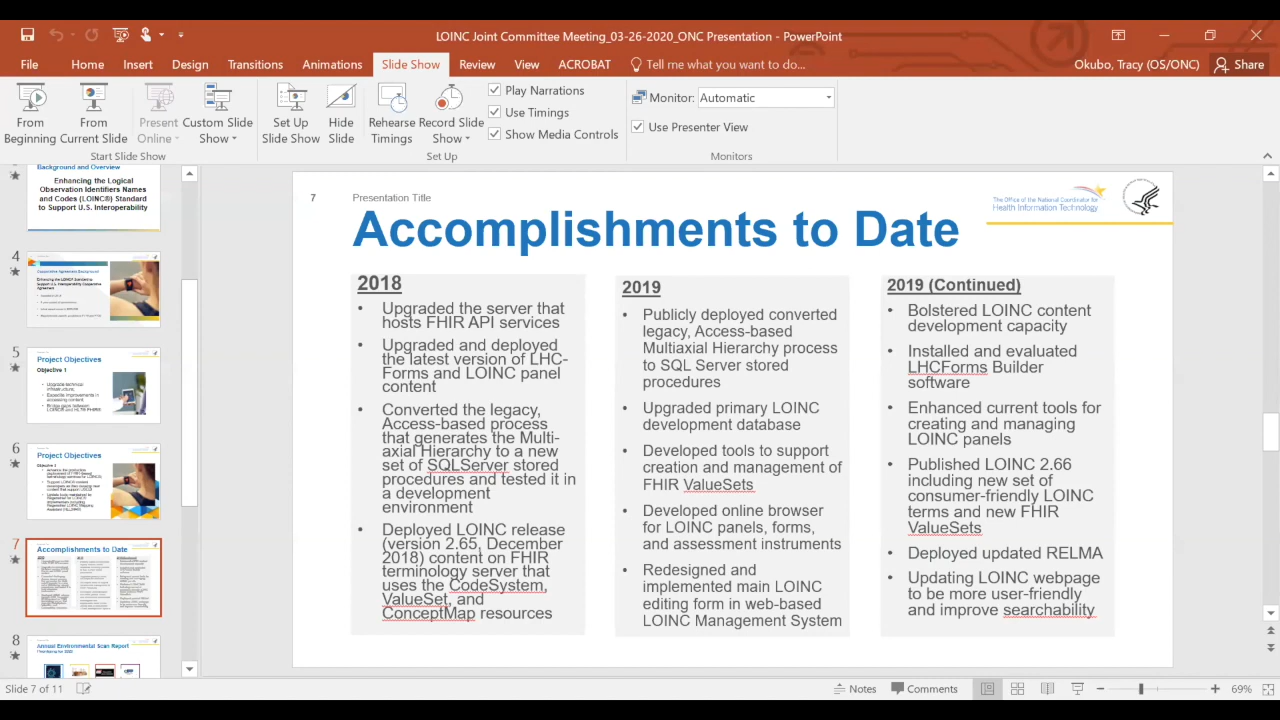 LOINC Joint Committee Meeting_03-26-2020_ONC Presentation - PowerPoint
File Home Insert Design Transitions Animations Slide Show Review View ACROBAT Tell me what you want to do... Okubo, Tracy (OS/ONC) Share
From Beginning
From Current Slide
Present Online
Custom Slide Show
Set Up Slide Show
Hide Slide
Rehearse Timings
Record Slide Show
Play Narrations
Use Timings
Show Media Controls
Monitor: Automatic
Use Presenter View
Start Slide Show Set Up Monitors
Background and Overview
Enhancing the Logical
Observation Identifiers Names
and Codes (LOINC®) Standard
to Support U.S. Interoperability
4
5
Project Objectives
Objective 1
6
Project Objectives
7
Accomplishments to Date
8
Annual Environmental Scan Report
7 Presentation Title
The Office of the National Coordinator for
Health Information Technology
Accomplishments to Date
2018
• Upgraded the server that
hosts FHIR API services
• Upgraded and deployed
the latest version of LHC-
Forms and LOINC panel
content
• Converted the legacy,
Access-based process
that generates the Multi-
axial Hierarchy to a new
set of SQLServer stored
procedures and tested it in
a development
environment
• Deployed LOINC release
(version 2.65, December
2018) content on FHIR
terminology server that
uses the CodeSystem,
ValueSet, and
ConceptMap resources
2019
• Publicly deployed converted
legacy, Access-based
Multiaxial Hierarchy process
to SQL Server stored
procedures
• Upgraded primary LOINC
development database
• Developed tools to support
creation and management of
FHIR ValueSets
• Developed online browser
for LOINC panels, forms,
and assessment instruments
• Redesigned and
implemented main LOINC
editing form in web-based
LOINC Management System
2019 (Continued)
• Bolstered LOINC content
development capacity
• Installed and evaluated
LHCForms Builder
software
• Enhanced current tools for
creating and managing
LOINC panels
• Published LOINC 2.66
including new set of
consumer-friendly LOINC
terms and new FHIR
ValueSets
• Deployed updated RELMA
• Updating LOINC webpage
to be more user-friendly
and improve searchability
Slide 7 of 11 Notes Comments 69%